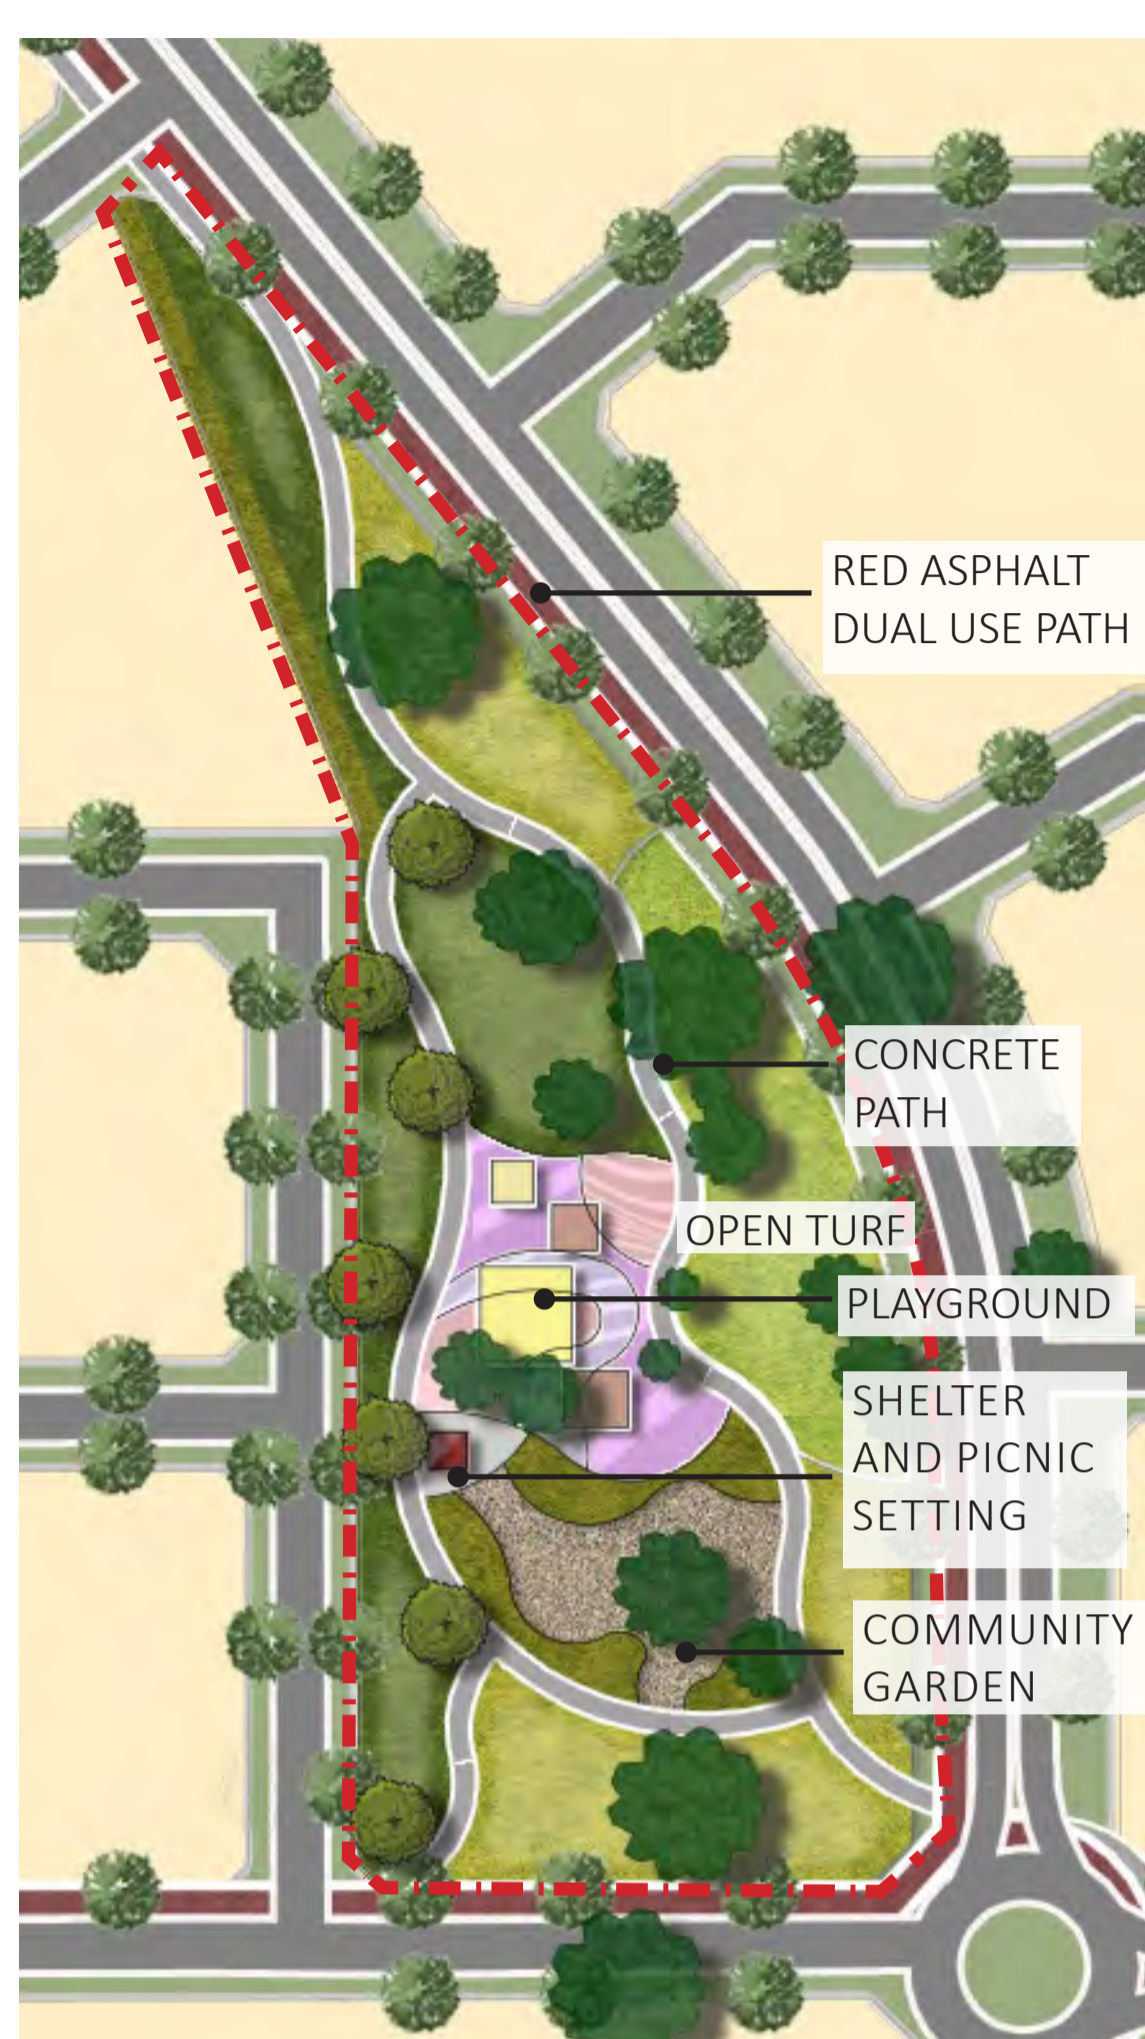 RED ASPHALT
DUAL USE PATH
CONCRETE
PATH
OPEN TURF
PLAYGROUND
SHELTER
AND PICNIC
SETTING
COMMUNITY
GARDEN